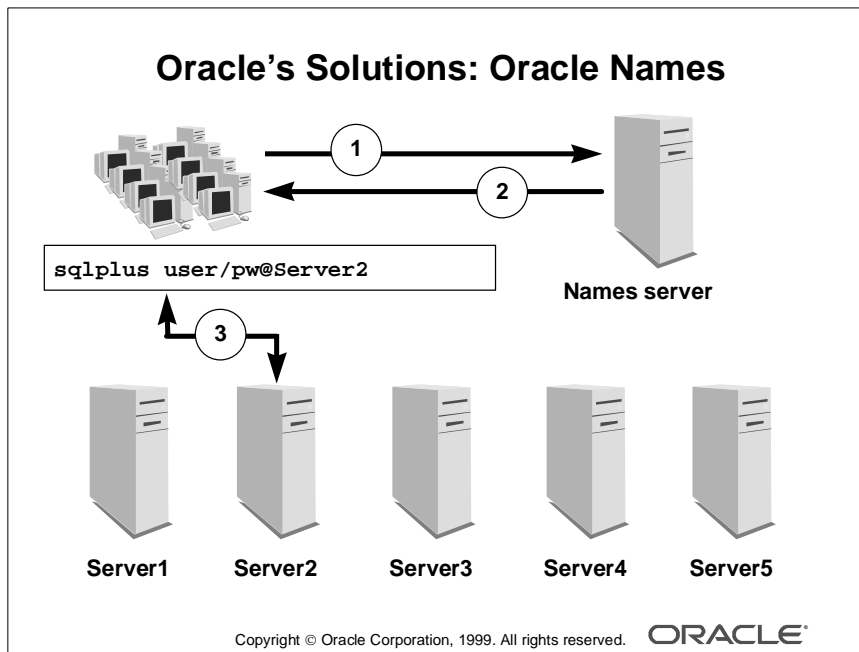 Oracle’s Solutions: Oracle Names
1
2
sqlplus user/pw@Server2
Names server
3
Server1 Server2 Server3 Server4 Server5
Copyright © Oracle Corporation, 1999. All rights reserved. ORACLE®